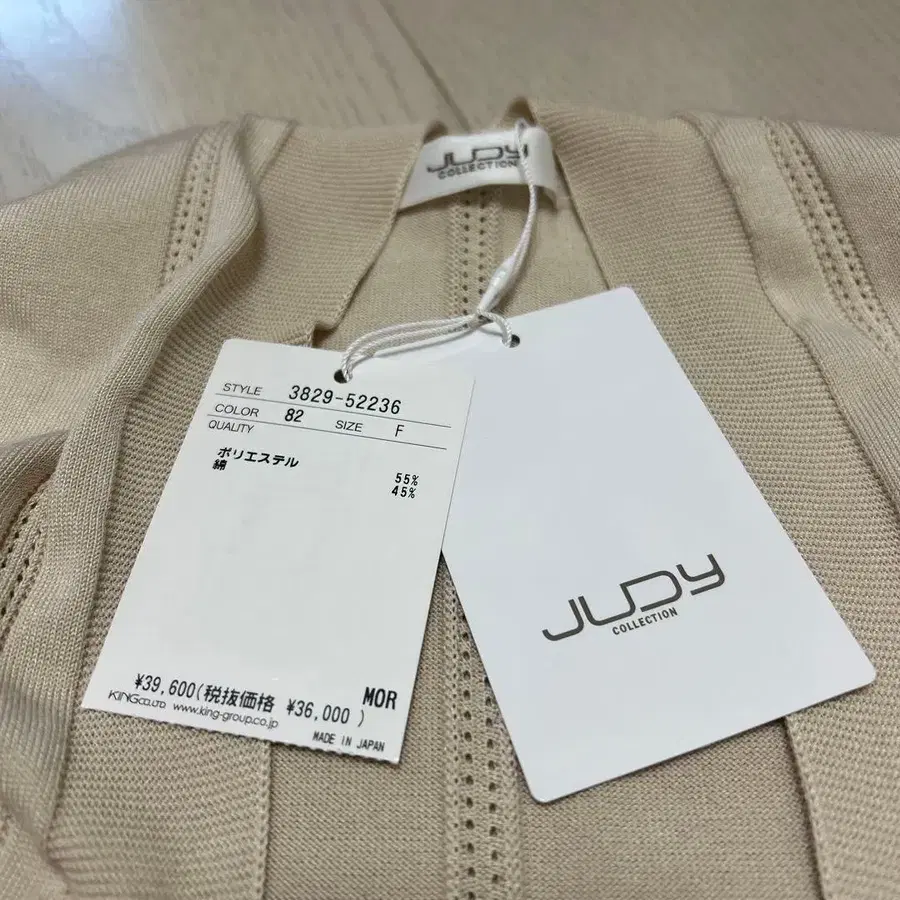 JUDY
COLLECTION
STYLE 3829-52236
COLOR 82 SIZE F
QUALITY
ポリエステル 55%
綿 45%
¥39,600(税抜価格 ¥36,000) MOR
KING CO.,LTD. www.king-group.co.jp
MADE IN JAPAN
JUDY
COLLECTION